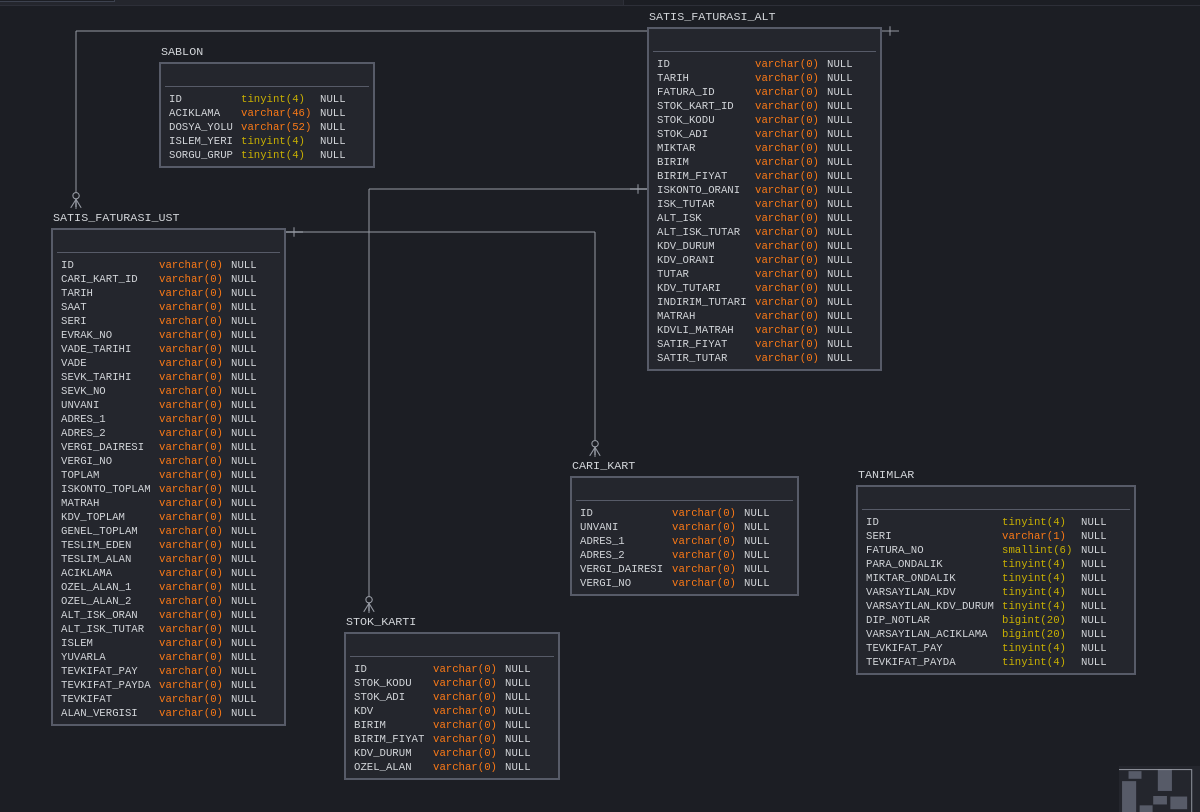 SATIS_FATURASI_ALT
ID varchar(0) NULL
TARIH varchar(0) NULL
FATURA_ID varchar(0) NULL
STOK_KART_ID varchar(0) NULL
STOK_KODU varchar(0) NULL
STOK_ADI varchar(0) NULL
MIKTAR varchar(0) NULL
BIRIM varchar(0) NULL
BIRIM_FIYAT varchar(0) NULL
ISKONTO_ORANI varchar(0) NULL
ISK_TUTAR varchar(0) NULL
ALT_ISK varchar(0) NULL
ALT_ISK_TUTAR varchar(0) NULL
KDV_DURUM varchar(0) NULL
KDV_ORANI varchar(0) NULL
TUTAR varchar(0) NULL
KDV_TUTARI varchar(0) NULL
INDIRIM_TUTARI varchar(0) NULL
MATRAH varchar(0) NULL
KDVLI_MATRAH varchar(0) NULL
SATIR_FIYAT varchar(0) NULL
SATIR_TUTAR varchar(0) NULL
SABLON
ID tinyint(4) NULL
ACIKLAMA varchar(46) NULL
DOSYA_YOLU varchar(52) NULL
ISLEM_YERI tinyint(4) NULL
SORGU_GRUP tinyint(4) NULL
SATIS_FATURASI_UST
ID varchar(0) NULL
CARI_KART_ID varchar(0) NULL
TARIH varchar(0) NULL
SAAT varchar(0) NULL
SERI varchar(0) NULL
EVRAK_NO varchar(0) NULL
VADE_TARIHI varchar(0) NULL
VADE varchar(0) NULL
SEVK_TARIHI varchar(0) NULL
SEVK_NO varchar(0) NULL
UNVANI varchar(0) NULL
ADRES_1 varchar(0) NULL
ADRES_2 varchar(0) NULL
VERGI_DAIRESI varchar(0) NULL
VERGI_NO varchar(0) NULL
TOPLAM varchar(0) NULL
ISKONTO_TOPLAM varchar(0) NULL
MATRAH varchar(0) NULL
KDV_TOPLAM varchar(0) NULL
GENEL_TOPLAM varchar(0) NULL
TESLIM_EDEN varchar(0) NULL
TESLIM_ALAN varchar(0) NULL
ACIKLAMA varchar(0) NULL
OZEL_ALAN_1 varchar(0) NULL
OZEL_ALAN_2 varchar(0) NULL
ALT_ISK_ORAN varchar(0) NULL
ALT_ISK_TUTAR varchar(0) NULL
ISLEM varchar(0) NULL
YUVARLA varchar(0) NULL
TEVKIFAT_PAY varchar(0) NULL
TEVKIFAT_PAYDA varchar(0) NULL
TEVKIFAT varchar(0) NULL
ALAN_VERGISI varchar(0) NULL
CARI_KART
ID varchar(0) NULL
UNVANI varchar(0) NULL
ADRES_1 varchar(0) NULL
ADRES_2 varchar(0) NULL
VERGI_DAIRESI varchar(0) NULL
VERGI_NO varchar(0) NULL
TANIMLAR
ID tinyint(4) NULL
SERI varchar(1) NULL
FATURA_NO smallint(6) NULL
PARA_ONDALIK tinyint(4) NULL
MIKTAR_ONDALIK tinyint(4) NULL
VARSAYILAN_KDV tinyint(4) NULL
VARSAYILAN_KDV_DURUM tinyint(4) NULL
DIP_NOTLAR bigint(20) NULL
VARSAYILAN_ACIKLAMA bigint(20) NULL
TEVKIFAT_PAY tinyint(4) NULL
TEVKIFAT_PAYDA tinyint(4) NULL
STOK_KARTI
ID varchar(0) NULL
STOK_KODU varchar(0) NULL
STOK_ADI varchar(0) NULL
KDV varchar(0) NULL
BIRIM varchar(0) NULL
BIRIM_FIYAT varchar(0) NULL
KDV_DURUM varchar(0) NULL
OZEL_ALAN varchar(0) NULL